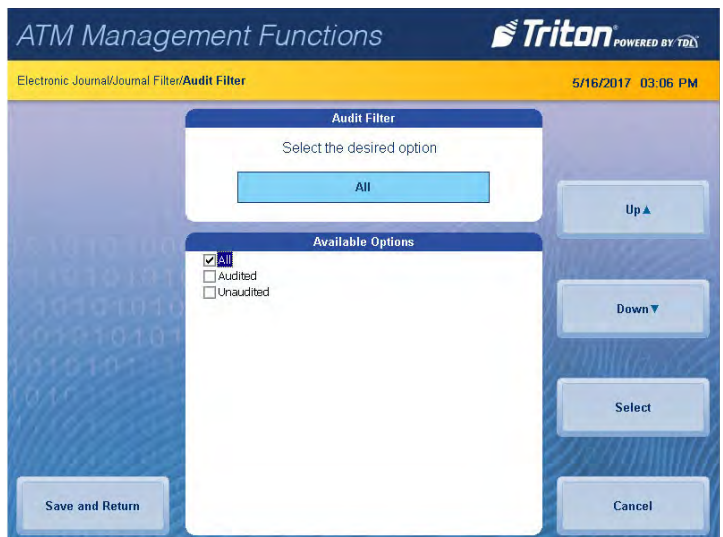 ATM Management Functions
Triton® POWERED BY TDL
Electronic Journal/Journal Filter/Audit Filter
5/16/2017 03:06 PM
Audit Filter
Select the desired option
All
Available Options
All
Audited
Unaudited
Up▲
Down▼
Select
Save and Return
Cancel